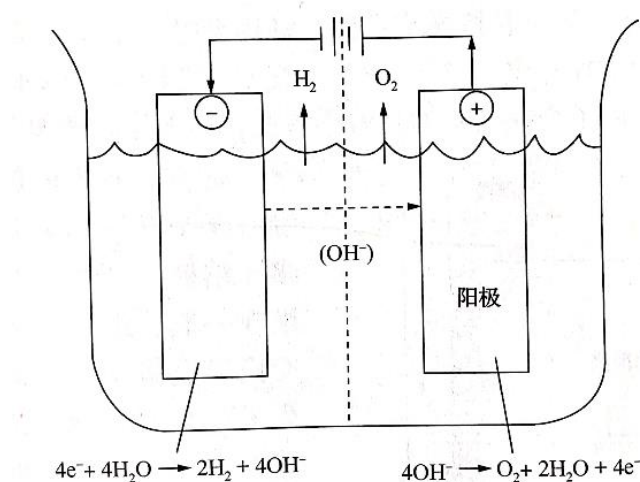 H₂ O₂
− +
(OH⁻)
阳极
4e⁻+ 4H₂O → 2H₂ + 4OH⁻
4OH⁻ → O₂+ 2H₂O + 4e⁻